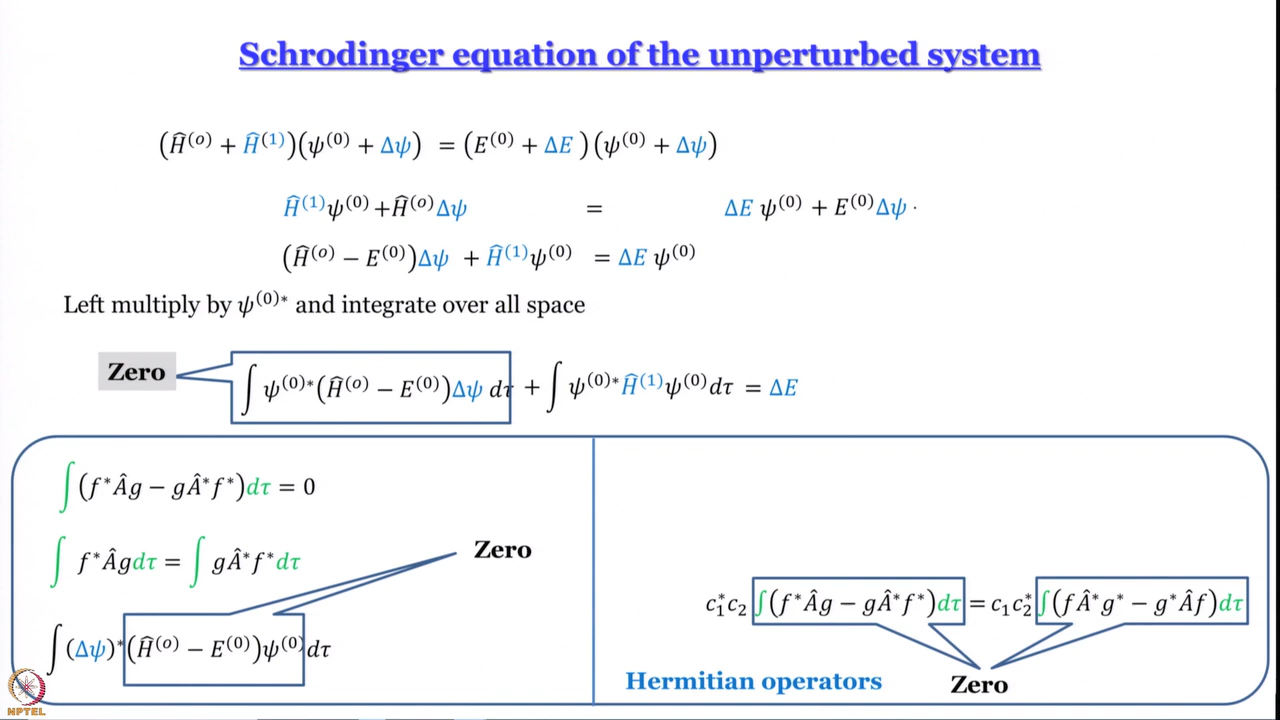 Schrodinger equation of the unperturbed system
(Ĥ⁽ᵒ⁾ + Ĥ⁽¹⁾)(ψ⁽⁰⁾ + Δψ) = (E⁽⁰⁾ + ΔE )(ψ⁽⁰⁾ + Δψ)
Ĥ⁽¹⁾ψ⁽⁰⁾+Ĥ⁽ᵒ⁾Δψ = ΔE ψ⁽⁰⁾ + E⁽⁰⁾Δψ ·
(Ĥ⁽ᵒ⁾ − E⁽⁰⁾)Δψ + Ĥ⁽¹⁾ψ⁽⁰⁾ = ΔE ψ⁽⁰⁾
Left multiply by ψ⁽⁰⁾* and integrate over all space
Zero
∫ψ⁽⁰⁾*(Ĥ⁽ᵒ⁾ − E⁽⁰⁾)Δψ dτ + ∫ψ⁽⁰⁾*Ĥ⁽¹⁾ψ⁽⁰⁾dτ = ΔE
∫(f*Âg − gÂ*f*)dτ = 0
∫ f*Âgdτ = ∫ gÂ*f*dτ
Zero
∫(Δψ)*(Ĥ⁽ᵒ⁾ − E⁽⁰⁾)ψ⁽⁰⁾dτ
c₁*c₂ ∫(f*Âg − gÂ*f*)dτ = c₁c₂* ∫(fÂ*g* − g*Âf)dτ
Hermitian operators
Zero
NPTEL